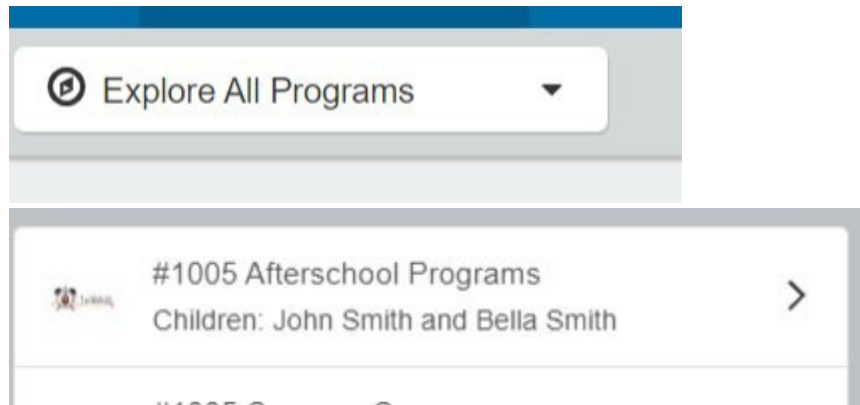 Explore All Programs
#1005 Afterschool Programs
Children: John Smith and Bella Smith